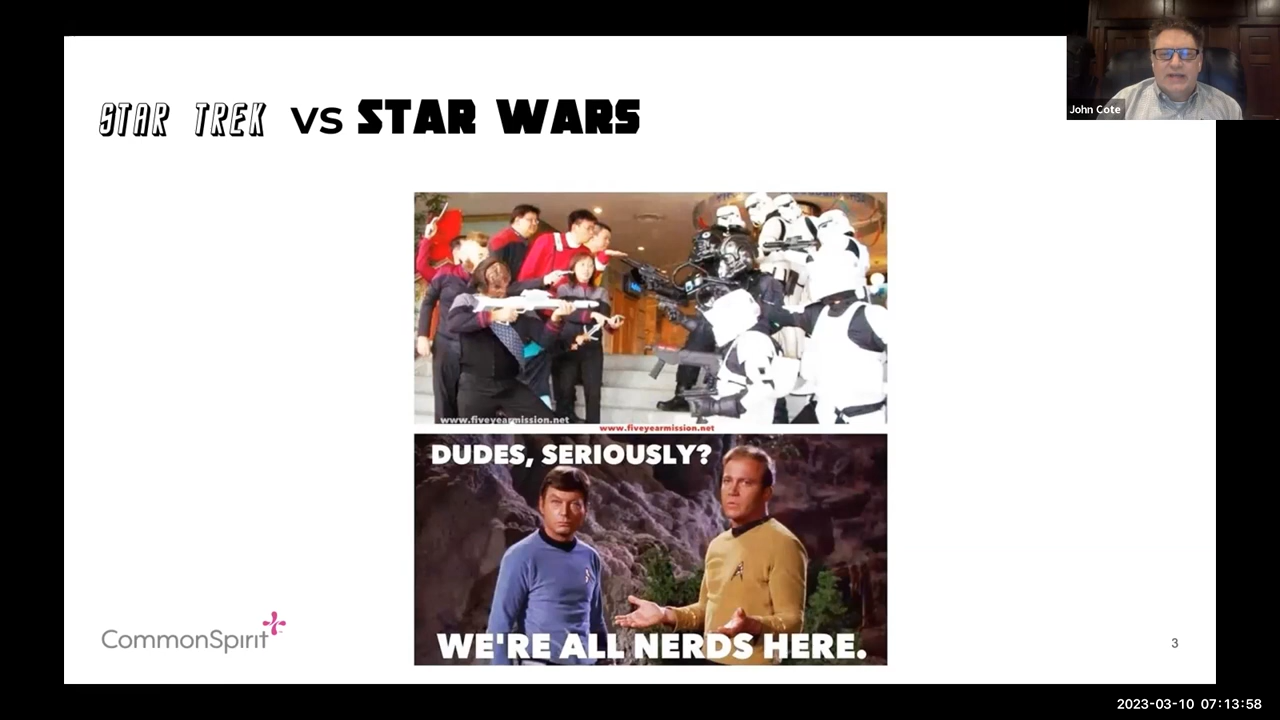 STAR TREK VS STAR WARS
John Cote
www.fiveyearmission.net
www.fiveyearmission.net
DUDES, SERIOUSLY?
WE'RE ALL NERDS HERE.
CommonSpirit
3
2023-03-10 07:13:58